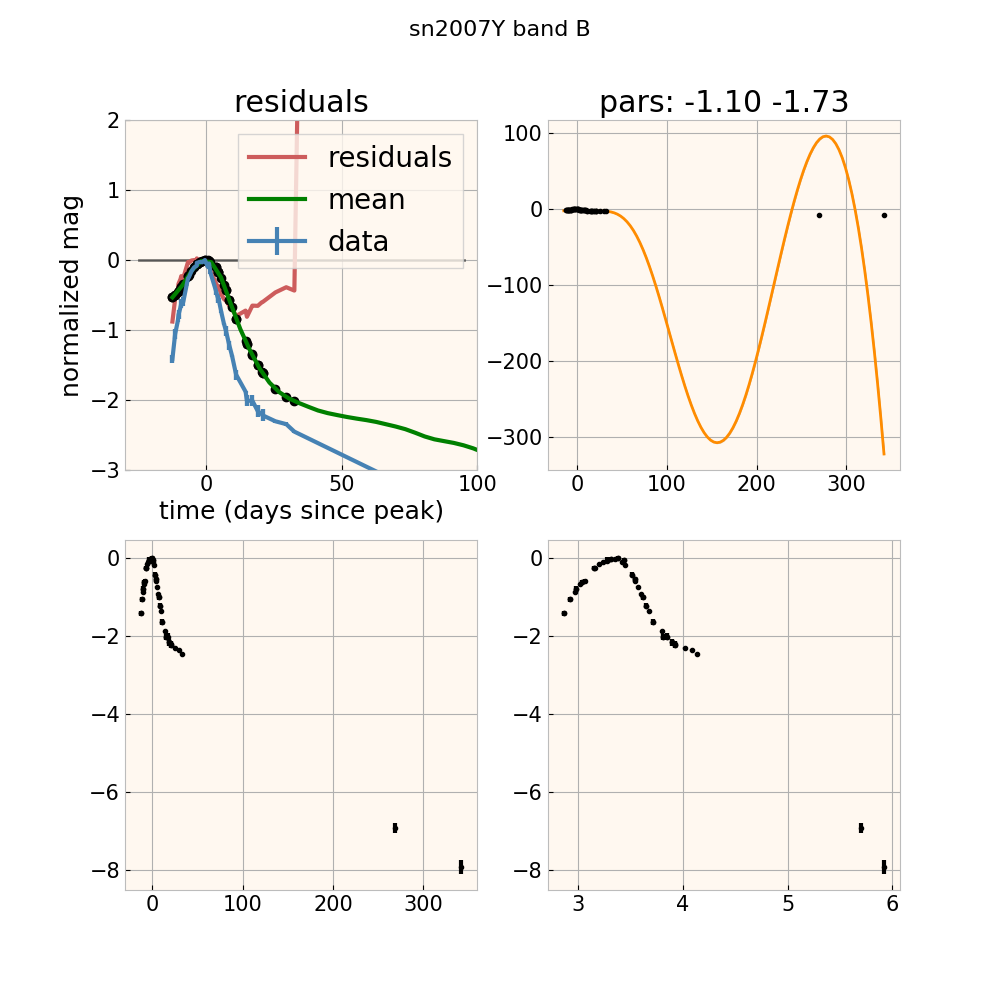 sn2007Y band B
residuals
pars: -1.10 -1.73
normalized mag
2
1
0
−1
−2
−3
residuals
mean
data
0 50 100
time (days since peak)
100
0
−100
−200
−300
0 100 200 300
0
−2
−4
−6
−8
0 100 200 300
0
−2
−4
−6
−8
3 4 5 6